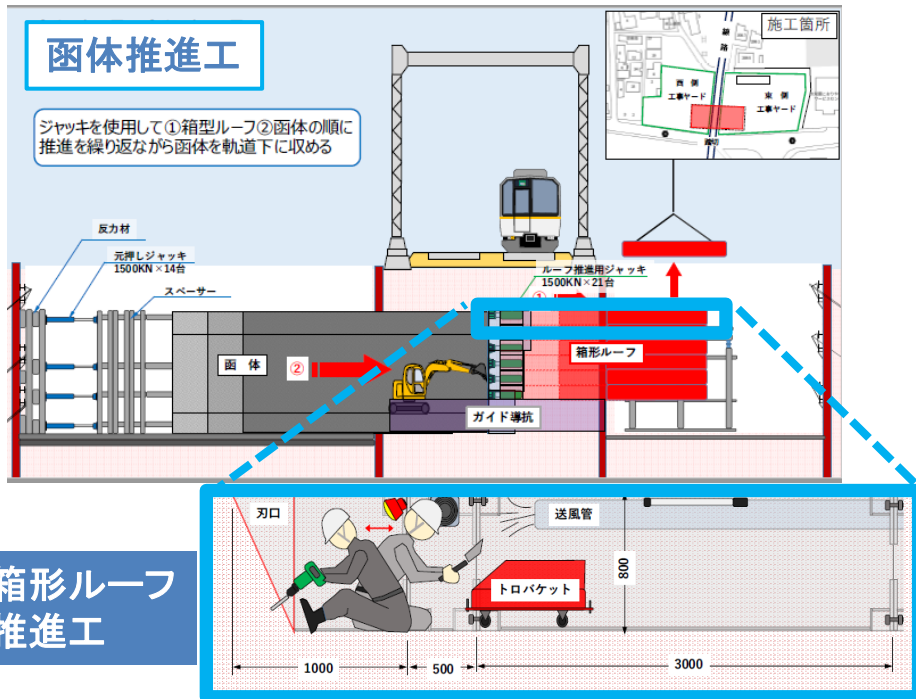 函体推進工
ジャッキを使用して①箱型ルーフ②函体の順に
推進を繰り返ながら函体を軌道下に収める
施工箇所
線路
西側
工事ヤード
東側
工事ヤード
踏切
反力材
元押しジャッキ
1500KN×14台
スペーサー
ルーフ推進用ジャッキ
1500KN×21台
①
函 体
②
箱形ルーフ
ガイド導抗
箱形ルーフ
推進工
刃口
送風管
トロバケット
800
1000
500
3000